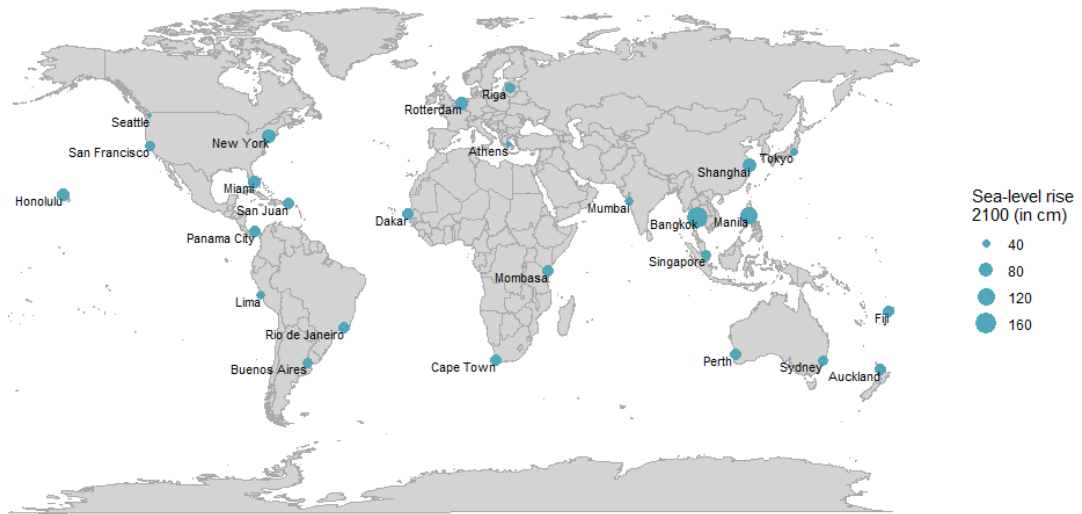 Riga
Rotterdam
Seattle
New York
Athens
San Francisco
Tokyo
Shanghai
Miami
Honolulu
San Juan
Mumbai
Dakar
Bangkok
Manila
Panama City
Singapore
Mombasa
Lima
Fiji
Rio de Janeiro
Buenos Aires
Cape Town
Perth
Sydney
Auckland
Sea-level rise
2100 (in cm)
40
80
120
160